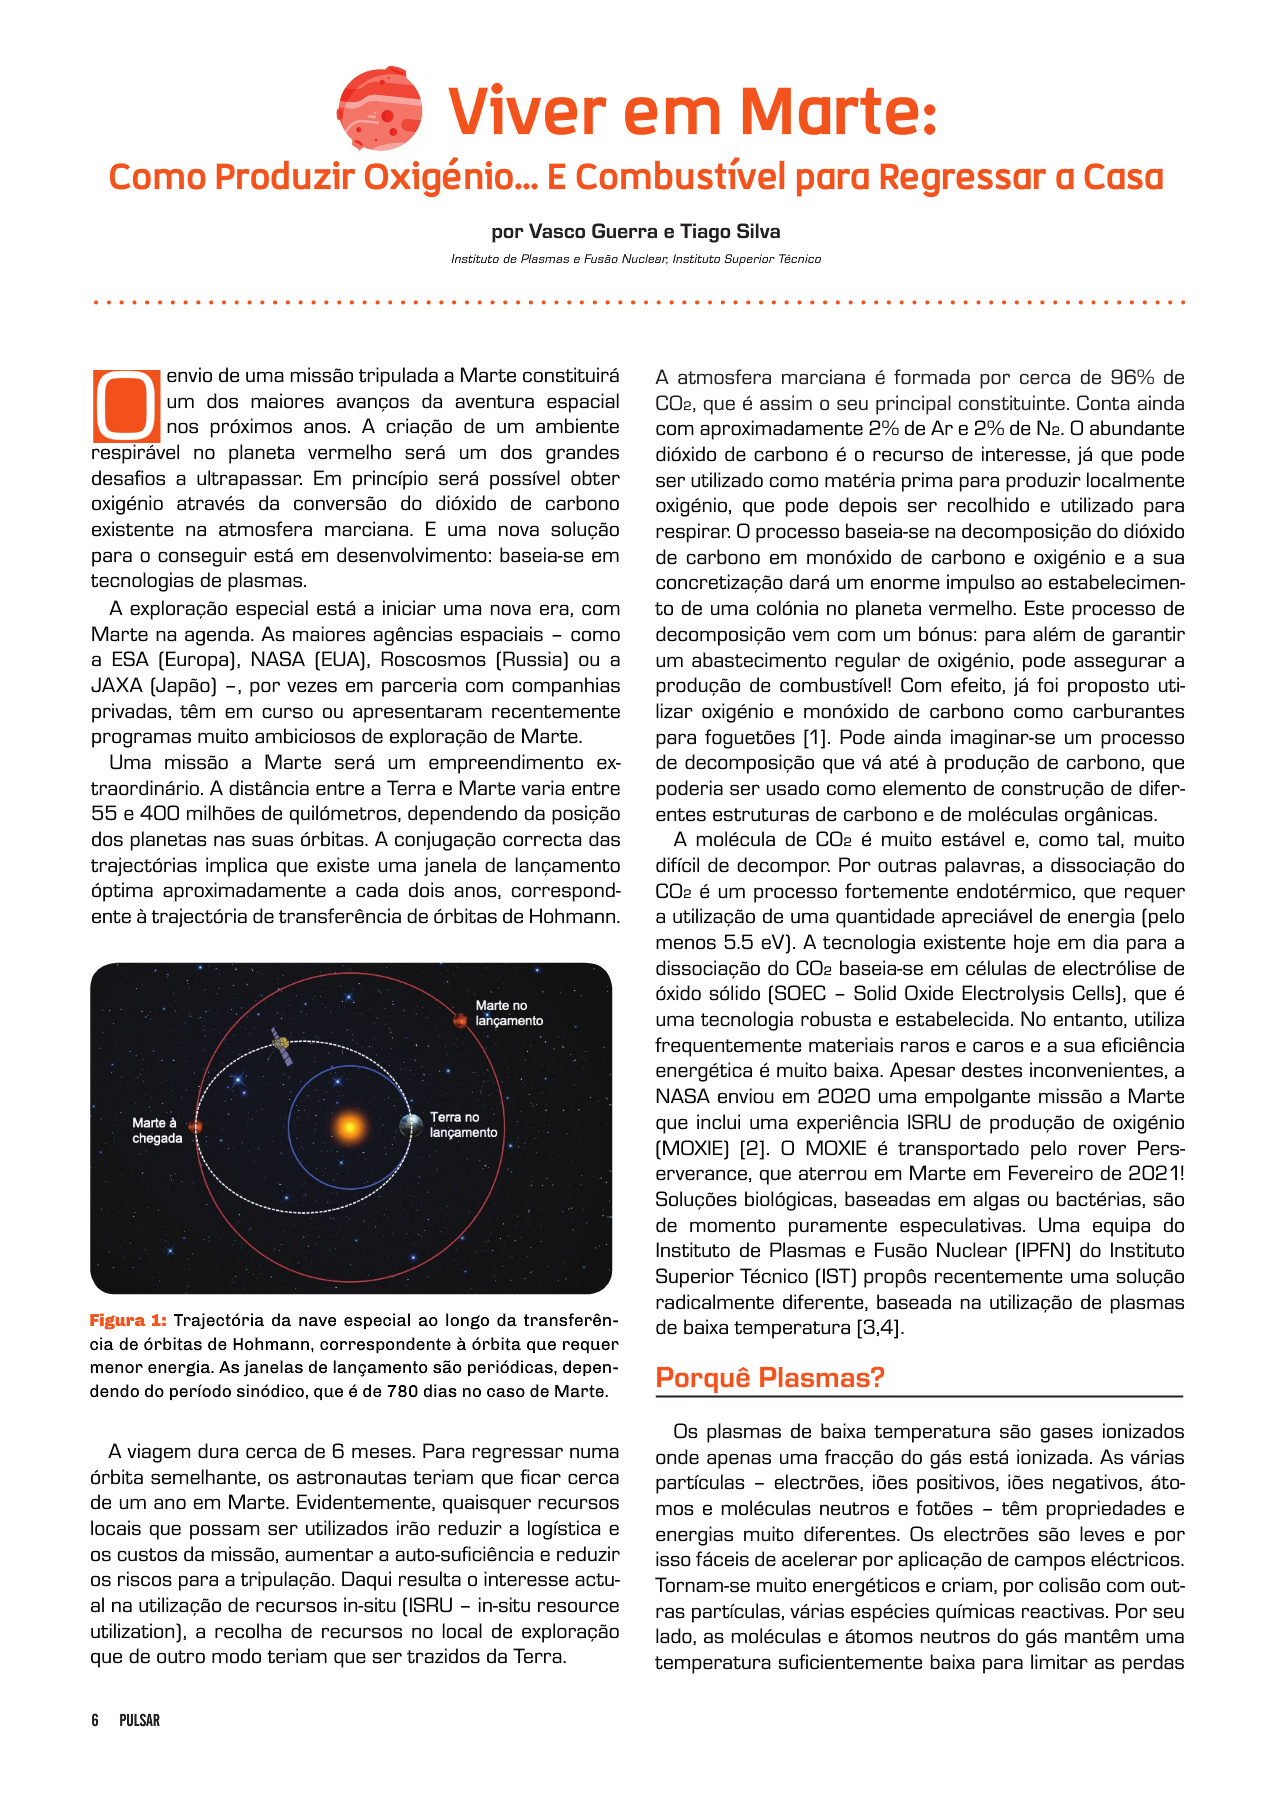 Viver em Marte:
Como Produzir Oxigénio... E Combustível para Regressar a Casa
por Vasco Guerra e Tiago Silva
Instituto de Plasmas e Fusão Nuclear, Instituto Superior Técnico
O envio de uma missão tripulada a Marte constituirá
um dos maiores avanços da aventura espacial
nos próximos anos. A criação de um ambiente
respirável no planeta vermelho será um dos grandes
desafios a ultrapassar. Em princípio será possível obter
oxigénio através da conversão do dióxido de carbono
existente na atmosfera marciana. E uma nova solução
para o conseguir está em desenvolvimento: baseia-se em
tecnologias de plasmas.
A exploração especial está a iniciar uma nova era, com
Marte na agenda. As maiores agências espaciais – como
a ESA (Europa), NASA (EUA), Roscosmos (Russia) ou a
JAXA (Japão) –, por vezes em parceria com companhias
privadas, têm em curso ou apresentaram recentemente
programas muito ambiciosos de exploração de Marte.
Uma missão a Marte será um empreendimento ex-
traordinário. A distância entre a Terra e Marte varia entre
55 e 400 milhões de quilómetros, dependendo da posição
dos planetas nas suas órbitas. A conjugação correcta das
trajectórias implica que existe uma janela de lançamento
óptima aproximadamente a cada dois anos, correspond-
ente à trajectória de transferência de órbitas de Hohmann.
Marte no
lançamento
Marte à
chegada
Terra no
lançamento
Figura 1: Trajectória da nave especial ao longo da transferên-
cia de órbitas de Hohmann, correspondente à órbita que requer
menor energia. As janelas de lançamento são periódicas, depen-
dendo do período sinódico, que é de 780 dias no caso de Marte.
A viagem dura cerca de 6 meses. Para regressar numa
órbita semelhante, os astronautas teriam que ficar cerca
de um ano em Marte. Evidentemente, quaisquer recursos
locais que possam ser utilizados irão reduzir a logística e
os custos da missão, aumentar a auto-suficiência e reduzir
os riscos para a tripulação. Daqui resulta o interesse actu-
al na utilização de recursos in-situ (ISRU – in-situ resource
utilization), a recolha de recursos no local de exploração
que de outro modo teriam que ser trazidos da Terra.
A atmosfera marciana é formada por cerca de 96% de
CO₂, que é assim o seu principal constituinte. Conta ainda
com aproximadamente 2% de Ar e 2% de N₂. O abundante
dióxido de carbono é o recurso de interesse, já que pode
ser utilizado como matéria prima para produzir localmente
oxigénio, que pode depois ser recolhido e utilizado para
respirar. O processo baseia-se na decomposição do dióxido
de carbono em monóxido de carbono e oxigénio e a sua
concretização dará um enorme impulso ao estabelecimen-
to de uma colónia no planeta vermelho. Este processo de
decomposição vem com um bónus: para além de garantir
um abastecimento regular de oxigénio, pode assegurar a
produção de combustível! Com efeito, já foi proposto uti-
lizar oxigénio e monóxido de carbono como carburantes
para foguetões [1]. Pode ainda imaginar-se um processo
de decomposição que vá até à produção de carbono, que
poderia ser usado como elemento de construção de difer-
entes estruturas de carbono e de moléculas orgânicas.
A molécula de CO₂ é muito estável e, como tal, muito
difícil de decompor. Por outras palavras, a dissociação do
CO₂ é um processo fortemente endotérmico, que requer
a utilização de uma quantidade apreciável de energia (pelo
menos 5.5 eV). A tecnologia existente hoje em dia para a
dissociação do CO₂ baseia-se em células de electrólise de
óxido sólido (SOEC – Solid Oxide Electrolysis Cells), que é
uma tecnologia robusta e estabelecida. No entanto, utiliza
frequentemente materiais raros e caros e a sua eficiência
energética é muito baixa. Apesar destes inconvenientes, a
NASA enviou em 2020 uma empolgante missão a Marte
que inclui uma experiência ISRU de produção de oxigénio
(MOXIE) [2]. O MOXIE é transportado pelo rover Pers-
erverance, que aterrou em Marte em Fevereiro de 2021!
Soluções biológicas, baseadas em algas ou bactérias, são
de momento puramente especulativas. Uma equipa do
Instituto de Plasmas e Fusão Nuclear (IPFN) do Instituto
Superior Técnico (IST) propôs recentemente uma solução
radicalmente diferente, baseada na utilização de plasmas
de baixa temperatura [3,4].
Porquê Plasmas?
Os plasmas de baixa temperatura são gases ionizados
onde apenas uma fracção do gás está ionizada. As várias
partículas – electrões, iões positivos, iões negativos, áto-
mos e moléculas neutros e fotões – têm propriedades e
energias muito diferentes. Os electrões são leves e por
isso fáceis de acelerar por aplicação de campos eléctricos.
Tornam-se muito energéticos e criam, por colisão com out-
ras partículas, várias espécies químicas reactivas. Por seu
lado, as moléculas e átomos neutros do gás mantêm uma
temperatura suficientemente baixa para limitar as perdas
6 PULSAR